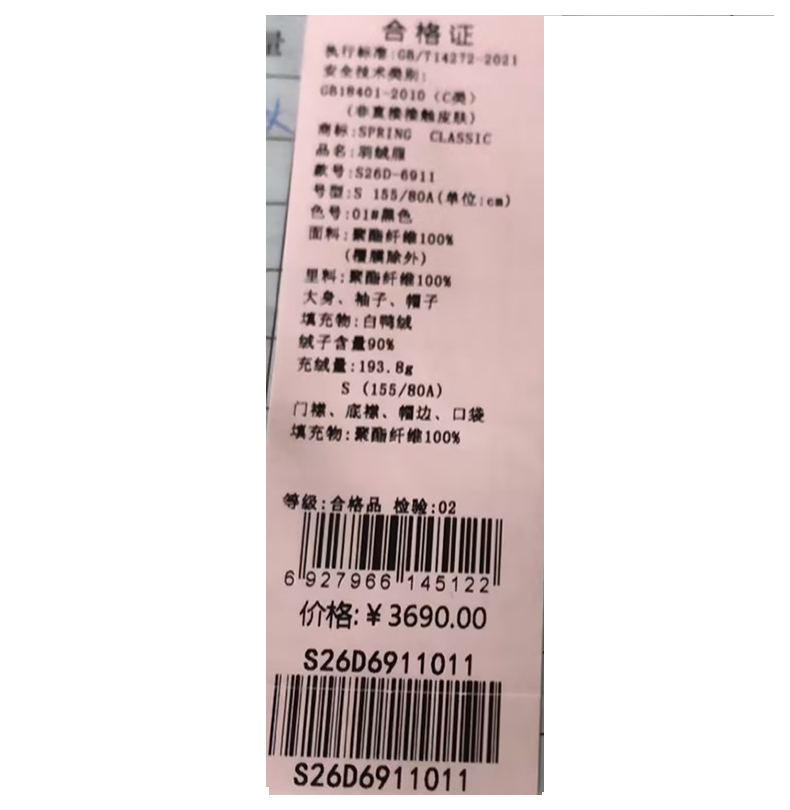 量
合格证
执行标准:GB/T14272-2021
安全技术类别:
GB18401-2010（C类）
（非直接接触皮肤）
商标:SPRING CLASSIC
品名:羽绒服
款号:S26D-6911
号型:S 155/80A(单位:cm)
色号:01#黑色
面料:聚酯纤维100%
（覆膜除外）
里料:聚酯纤维100%
大身、袖子、帽子
填充物:白鸭绒
绒子含量90%
充绒量:193.8g
S (155/80A)
门襟、底襟、帽边、口袋
填充物:聚酯纤维100%
等级:合格品 检验:02
6 927966 145122
价格:¥3690.00
S26D6911011
S26D6911011